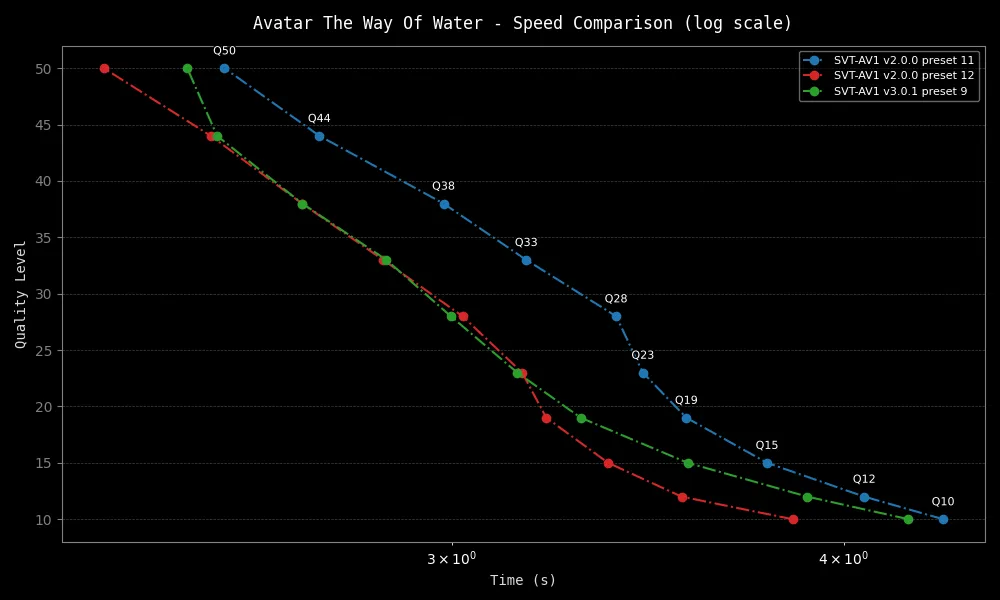 Avatar The Way Of Water - Speed Comparison (log scale)
SVT-AV1 v2.0.0 preset 11
SVT-AV1 v2.0.0 preset 12
SVT-AV1 v3.0.1 preset 9
Quality Level
50
45
40
35
30
25
20
15
10
Q50
Q44
Q38
Q33
Q28
Q23
Q19
Q15
Q12
Q10
3 × 10⁰
4 × 10⁰
Time (s)